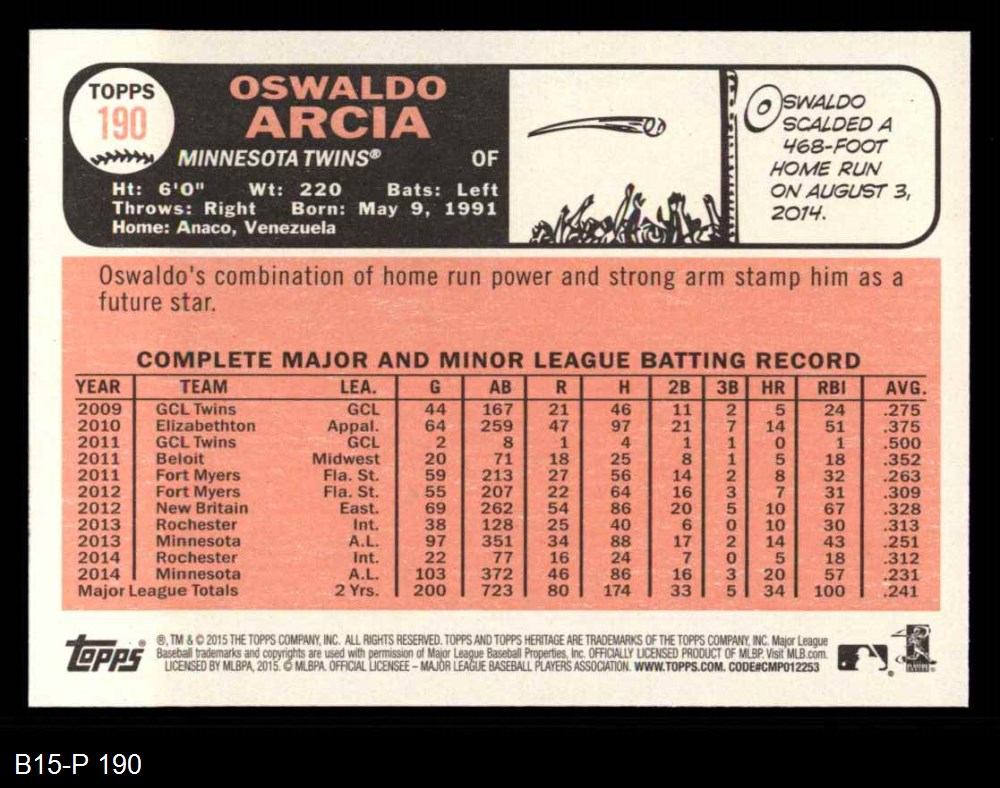 TOPPS
190
OSWALDO
ARCIA
MINNESOTA TWINS® OF
Ht: 6'0" Wt: 220 Bats: Left
Throws: Right Born: May 9, 1991
Home: Anaco, Venezuela
OSWALDO
SCALDED A
468-FOOT
HOME RUN
ON AUGUST 3,
2014.
Oswaldo's combination of home run power and strong arm stamp him as a
future star.
COMPLETE MAJOR AND MINOR LEAGUE BATTING RECORD
YEAR TEAM LEA. G AB R H 2B 3B HR RBI AVG.
2009 GCL Twins GCL 44 167 21 46 11 2 5 24 .275
2010 Elizabethton Appal. 64 259 47 97 21 7 14 51 .375
2011 GCL Twins GCL 2 8 1 4 1 1 0 1 .500
2011 Beloit Midwest 20 71 18 25 8 1 5 18 .352
2011 Fort Myers Fla. St. 59 213 27 56 14 2 8 32 .263
2012 Fort Myers Fla. St. 55 207 22 64 16 3 7 31 .309
2012 New Britain East. 69 262 54 86 20 5 10 67 .328
2013 Rochester Int. 38 128 25 40 6 0 10 30 .313
2013 Minnesota A.L. 97 351 34 88 17 2 14 43 .251
2014 Rochester Int. 22 77 16 24 7 0 5 18 .312
2014 Minnesota A.L. 103 372 46 86 16 3 20 57 .231
Major League Totals 2 Yrs. 200 723 80 174 33 5 34 100 .241
Topps®
®, TM & © 2015 THE TOPPS COMPANY, INC. ALL RIGHTS RESERVED. TOPPS AND TOPPS HERITAGE ARE TRADEMARKS OF THE TOPPS COMPANY, INC. Major League
Baseball trademarks and copyrights are used with permission of Major League Baseball Properties, Inc. OFFICIALLY LICENSED PRODUCT OF MLBP. Visit MLB.com.
LICENSED BY MLBPA, 2015. © MLBPA. OFFICIAL LICENSEE – MAJOR LEAGUE BASEBALL PLAYERS ASSOCIATION. WWW.TOPPS.COM. CODE#CMP012253
B15-P 190